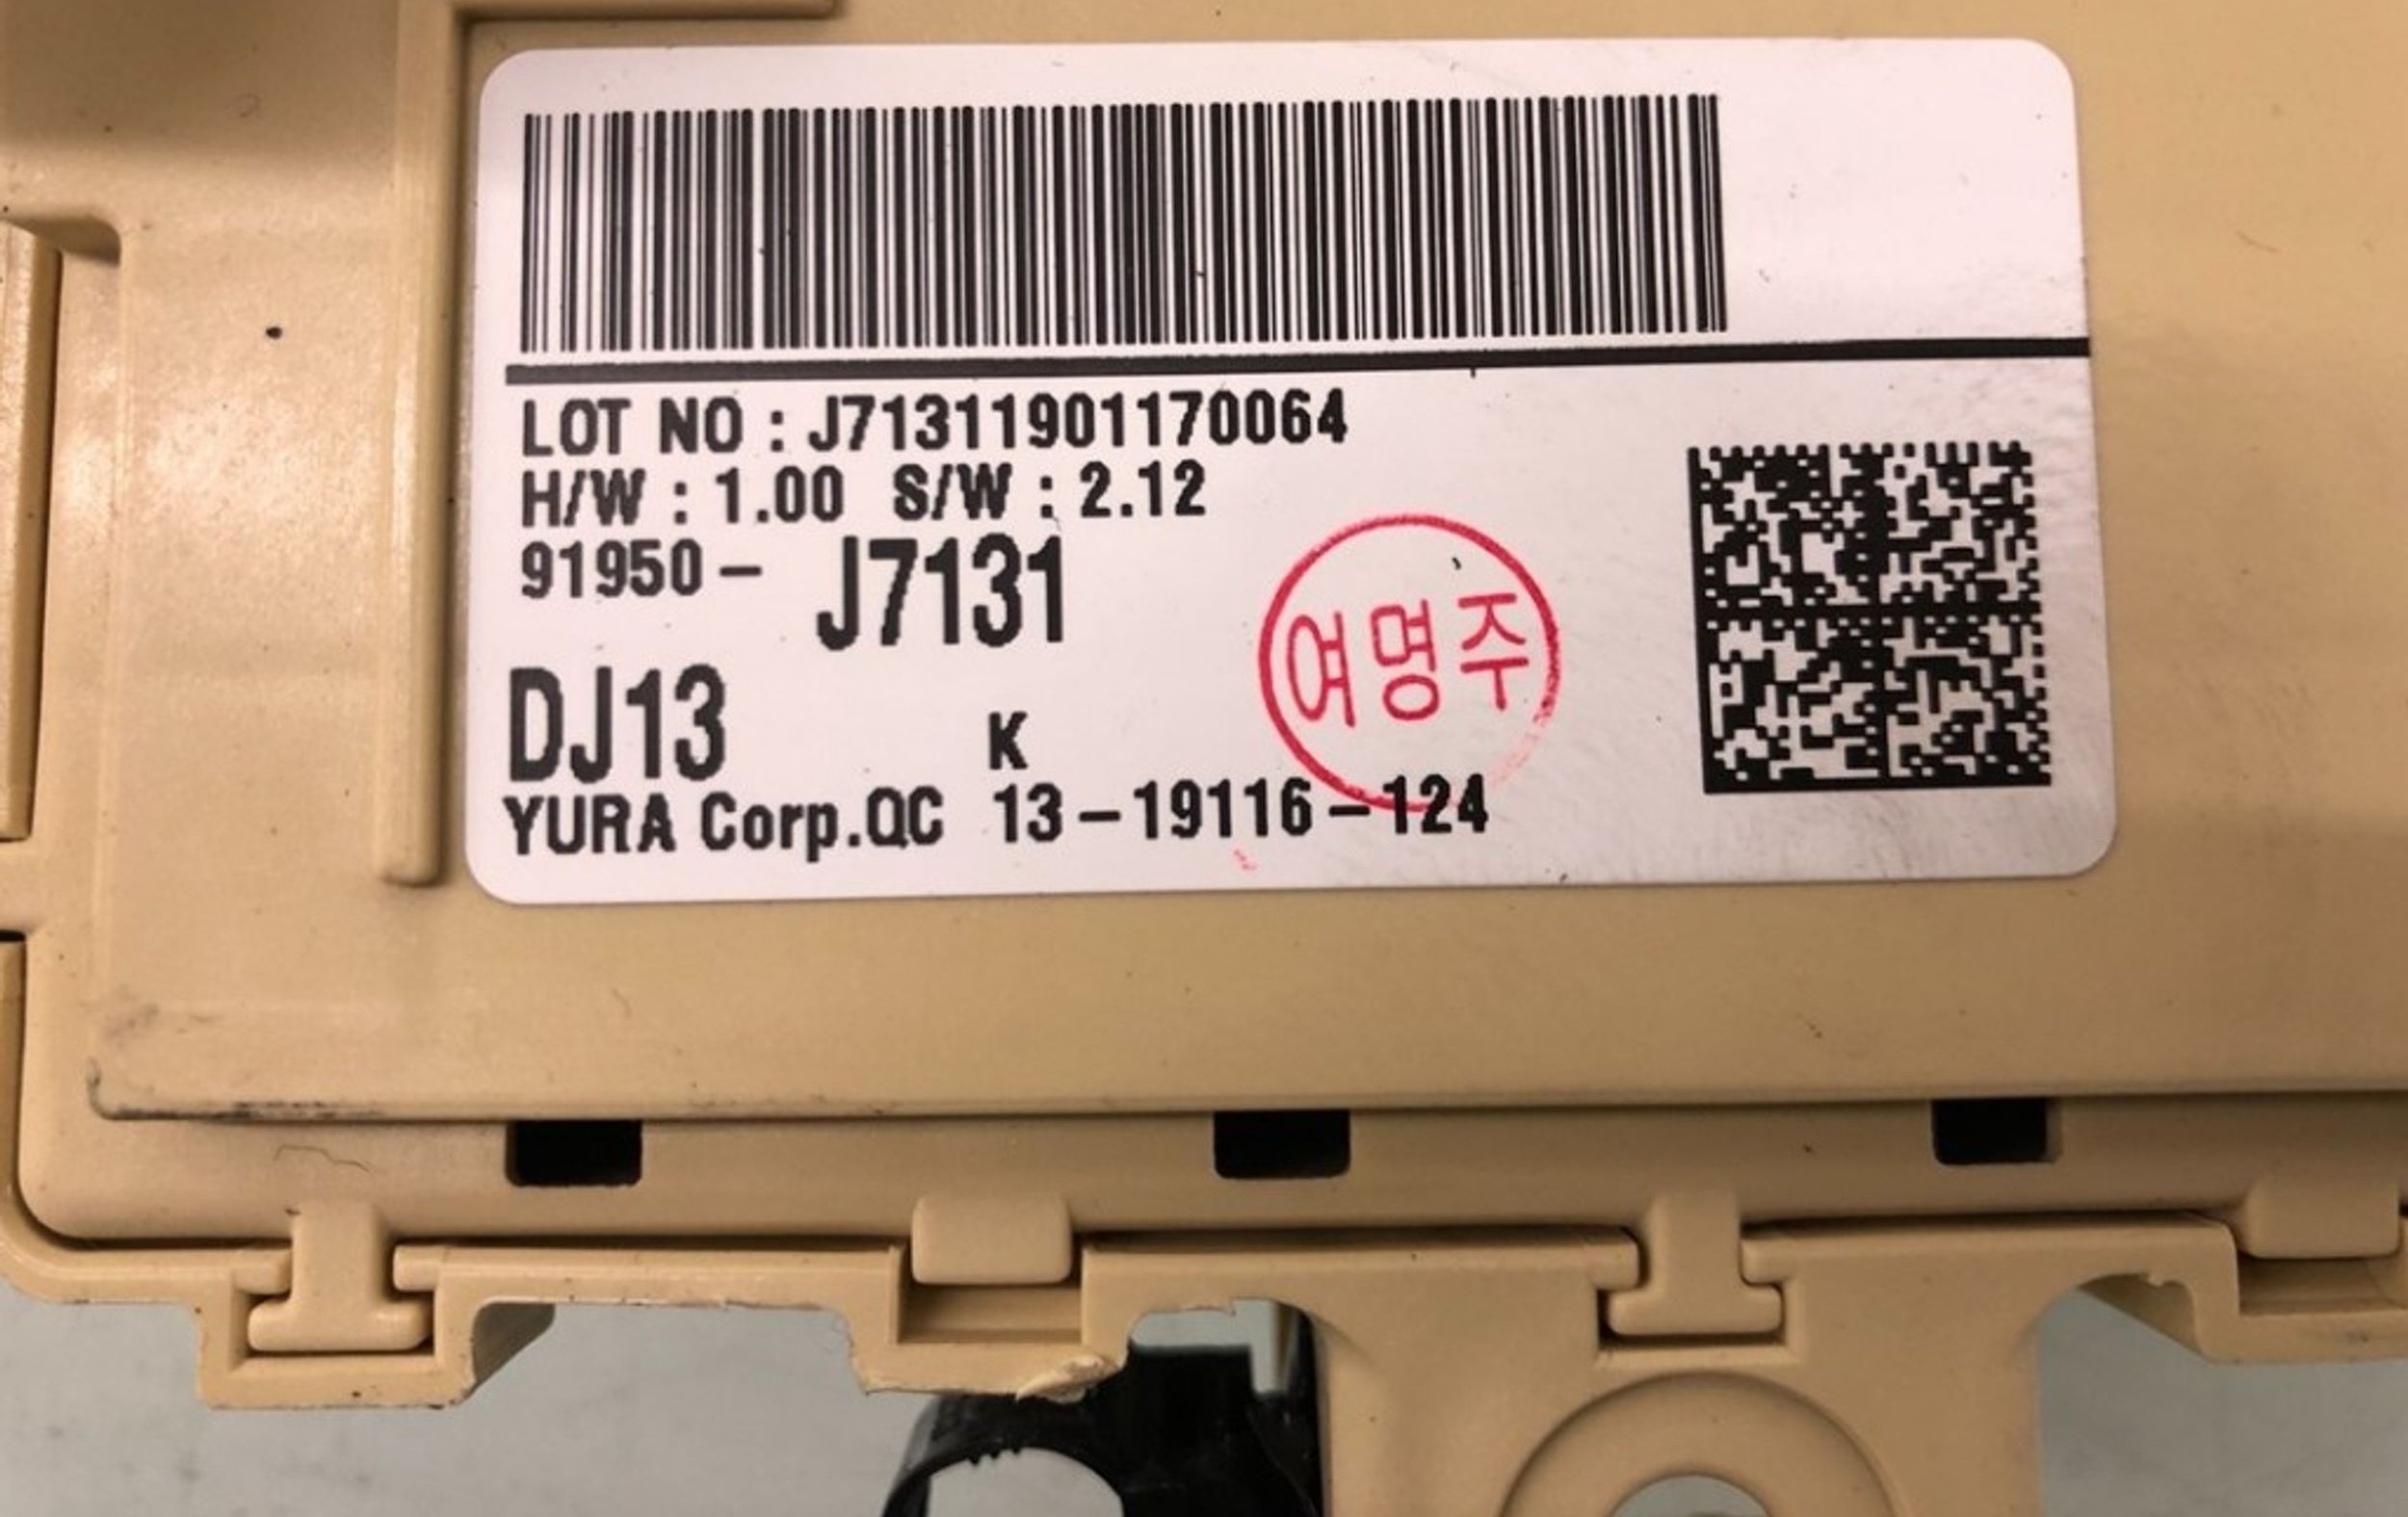 LOT NO : J71311901170064
H/W : 1.00 S/W : 2.12
91950- J7131
여명주
DJ13 K
YURA Corp.QC 13-19116-124